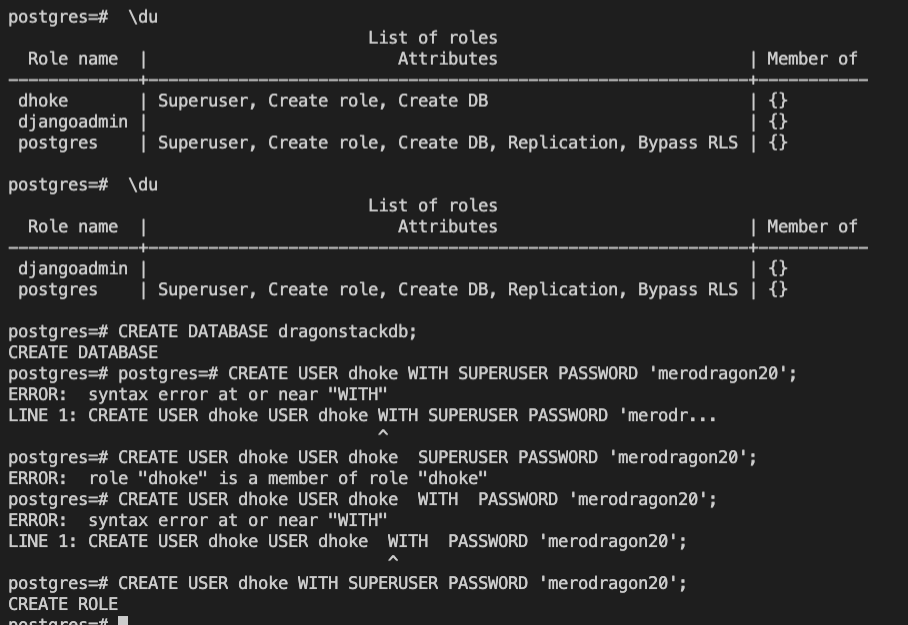 postgres=#  \du
List of roles
Role name | Attributes | Member of
-------------+------------------------------------------------------------+-----------
dhoke | Superuser, Create role, Create DB | {}
djangoadmin | | {}
postgres | Superuser, Create role, Create DB, Replication, Bypass RLS | {}
postgres=#  \du
List of roles
Role name | Attributes | Member of
-------------+------------------------------------------------------------+-----------
djangoadmin | | {}
postgres | Superuser, Create role, Create DB, Replication, Bypass RLS | {}
postgres=# CREATE DATABASE dragonstackdb;
CREATE DATABASE
postgres=# postgres=# CREATE USER dhoke WITH SUPERUSER PASSWORD 'merodragon20';
ERROR:  syntax error at or near "WITH"
LINE 1: CREATE USER dhoke USER dhoke WITH SUPERUSER PASSWORD 'merodr...
^
postgres=# CREATE USER dhoke USER dhoke  SUPERUSER PASSWORD 'merodragon20';
ERROR:  role "dhoke" is a member of role "dhoke"
postgres=# CREATE USER dhoke USER dhoke  WITH  PASSWORD 'merodragon20';
ERROR:  syntax error at or near "WITH"
LINE 1: CREATE USER dhoke USER dhoke  WITH  PASSWORD 'merodragon20';
^
postgres=# CREATE USER dhoke WITH SUPERUSER PASSWORD 'merodragon20';
CREATE ROLE
postgres=#